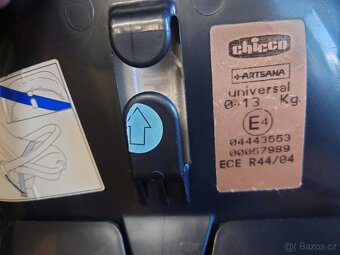 chicco
ARTSANA
universal
0-13 Kg
E4
04443553
00057989
ECE R44/04
Bazos.cz